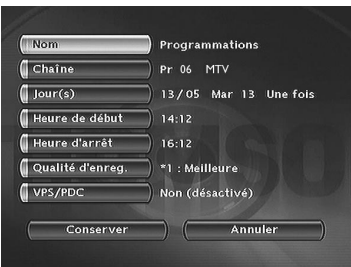 Nom Programmations
Chaîne Pr 06 MTV
Jour(s) 13/05 Mar 13 Une fois
Heure de début 14:12
Heure d'arrêt 16:12
Qualité d'enreg. *1 : Meilleure
VPS/PDC Non (désactivé)
Conserver Annuler